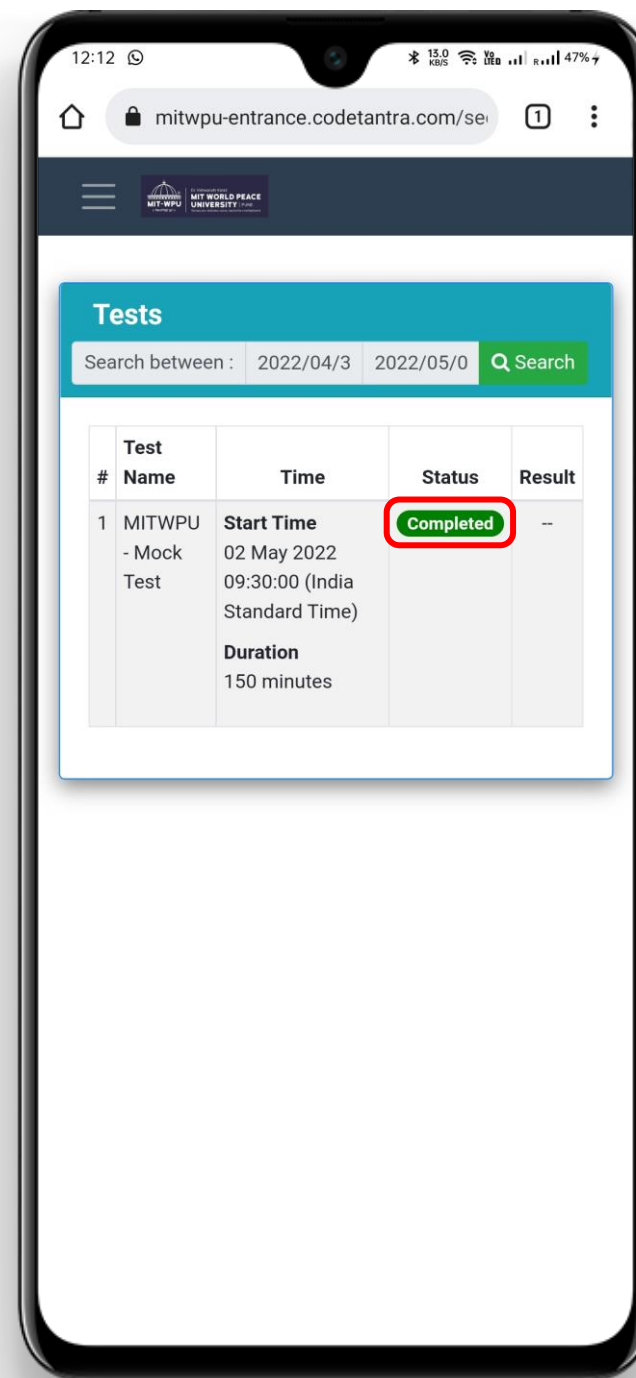 12:12 13.0 KB/S Vo LTE R 47%
mitwpu-entrance.codetantra.com/se
1
MIT-WPU MIT WORLD PEACE
UNIVERSITY
Tests
Search between : 2022/04/3 2022/05/0 Search
# Test Name Time Status Result
1 MITWPU Start Time Completed --
- Mock 02 May 2022
Test 09:30:00 (India
Standard Time)
Duration
150 minutes